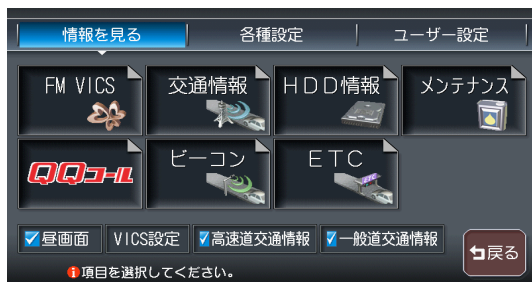 情報を見る 各種設定 ユーザー設定
FM VICS 交通情報 HDD情報 メンテナンス
QQコール ビーコン ETC
昼画面 VICS設定 高速道交通情報 一般道交通情報
戻る
項目を選択してください。